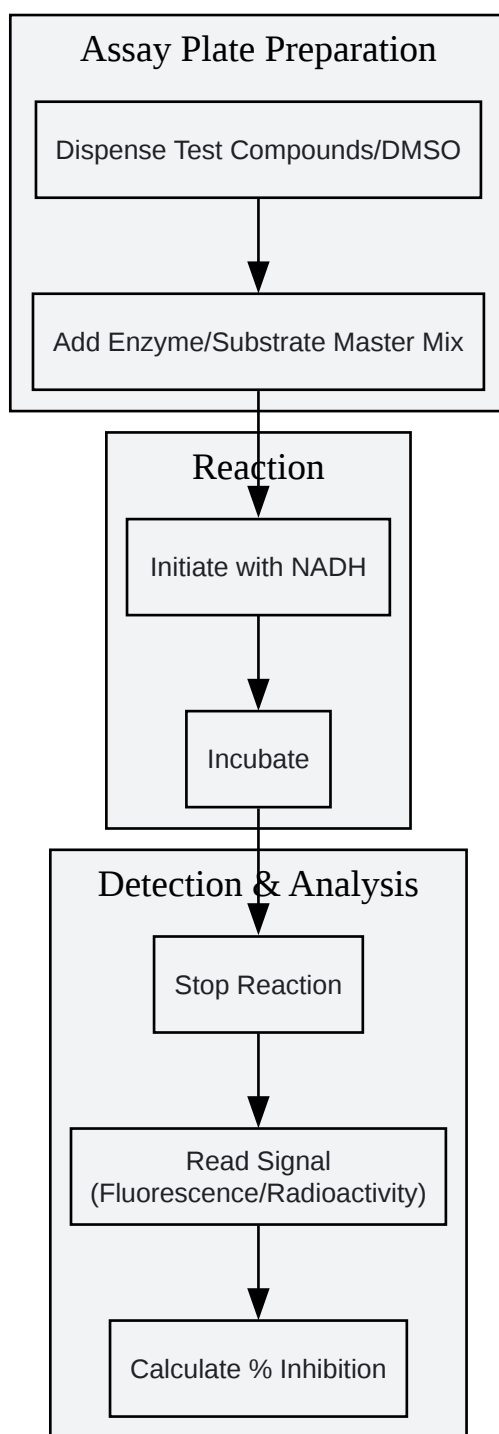 Assay Plate Preparation
Dispense Test Compounds/DMSO
Add Enzyme/Substrate Master Mix
Reaction
Initiate with NADH
Incubate
Detection & Analysis
Stop Reaction
Read Signal
(Fluorescence/Radioactivity)
Calculate % Inhibition